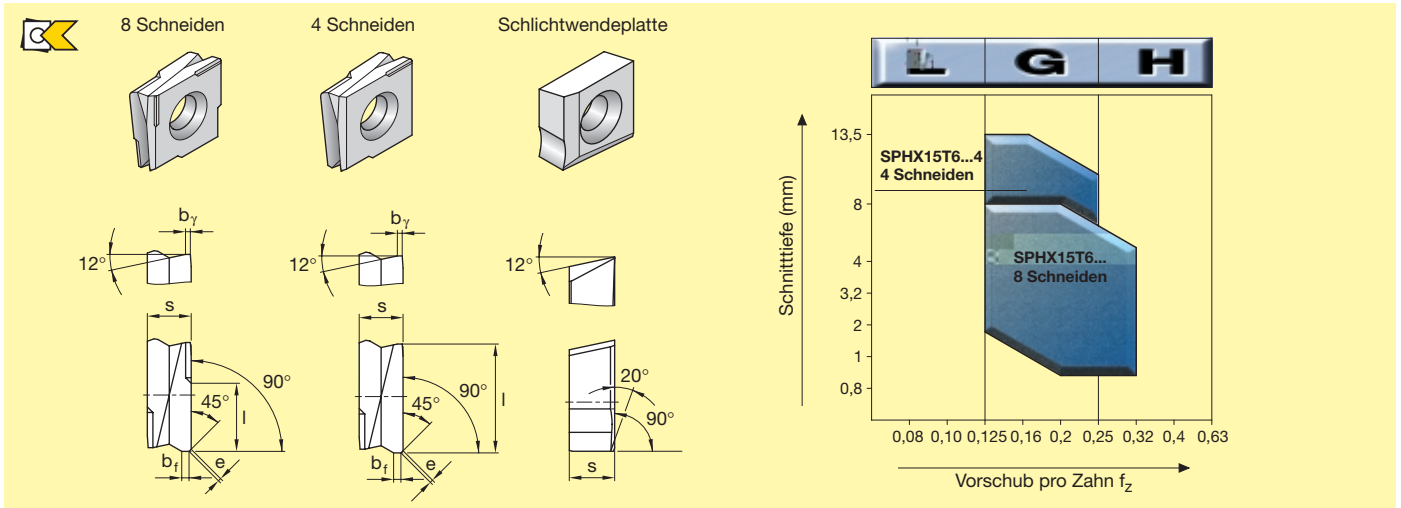 8 Schneiden
4 Schneiden
Schlichtwendeplatte
bγ
12°
s
90°
45°
l
bf
e
bγ
12°
s
90°
45°
l
bf
e
12°
20°
90°
s
L G H
Schnitttiefe (mm)
13,5
8
4
3,2
2
1
0,8
SPHX15T6...4
4 Schneiden
SPHX15T6...
8 Schneiden
0,08 0,10 0,125 0,16 0,2 0,25 0,32 0,4 0,63
Vorschub pro Zahn fz